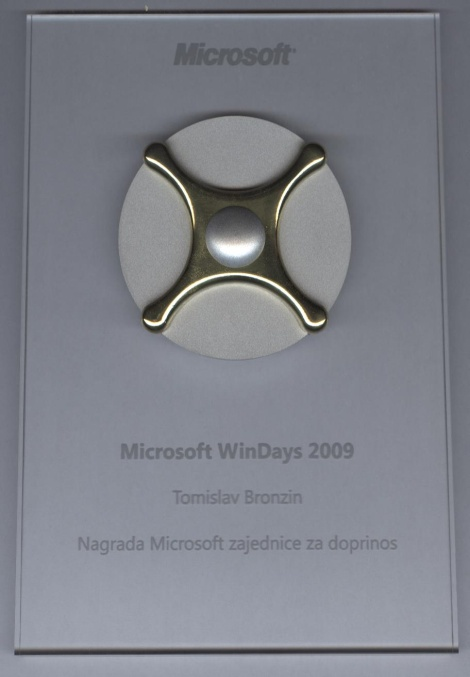 Microsoft
Microsoft WinDays 2009
Tomislav Bronzin
Nagrada Microsoft zajednice za doprinos